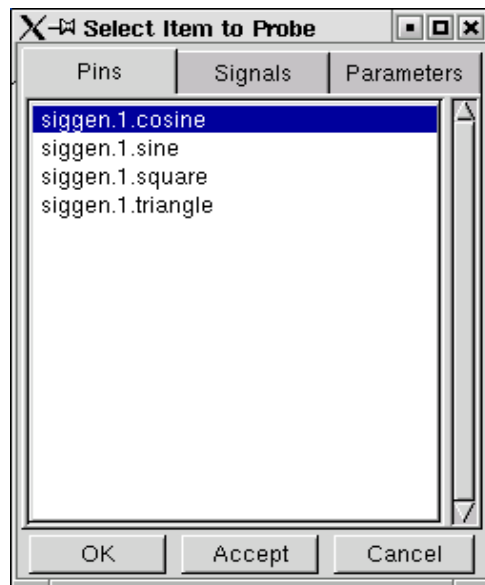 Select Item to Probe
Pins Signals Parameters
siggen.1.cosine
siggen.1.sine
siggen.1.square
siggen.1.triangle
OK Accept Cancel